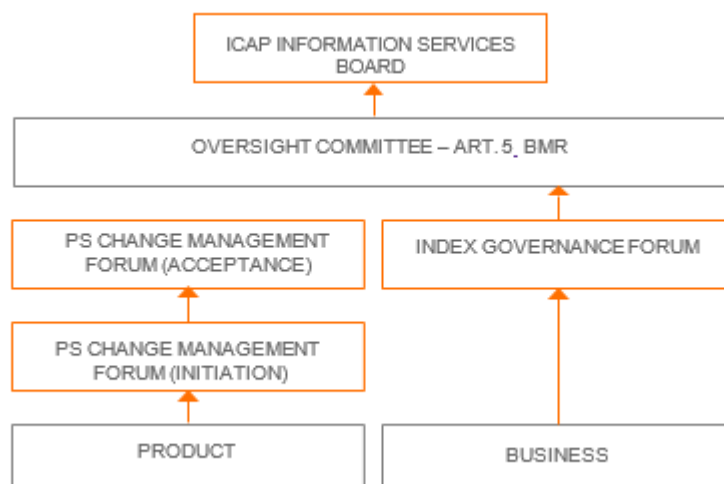 ICAP INFORMATION SERVICES
BOARD
OVERSIGHT COMMITTEE – ART. 5, BMR
PS CHANGE MANAGEMENT
FORUM (ACCEPTANCE)
INDEX GOVERNANCE FORUM
PS CHANGE MANAGEMENT
FORUM (INITIATION)
PRODUCT
BUSINESS